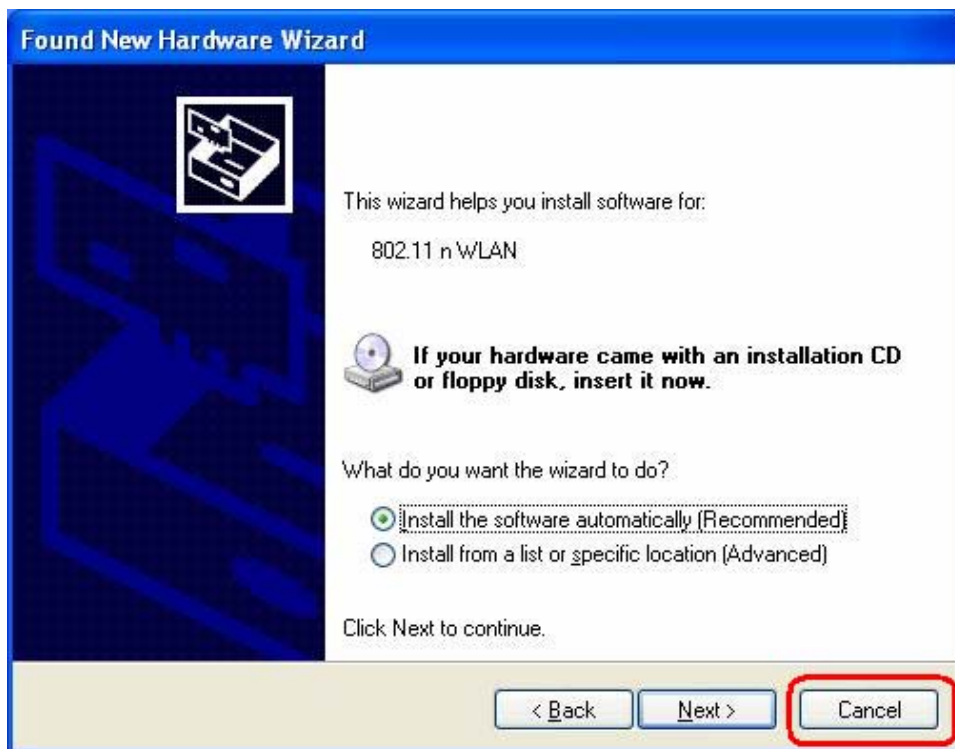 Found New Hardware Wizard
This wizard helps you install software for:
802.11 n WLAN
If your hardware came with an installation CD
or floppy disk, insert it now.
What do you want the wizard to do?
Install the software automatically (Recommended)
Install from a list or specific location (Advanced)
Click Next to continue.
< Back
Next >
Cancel